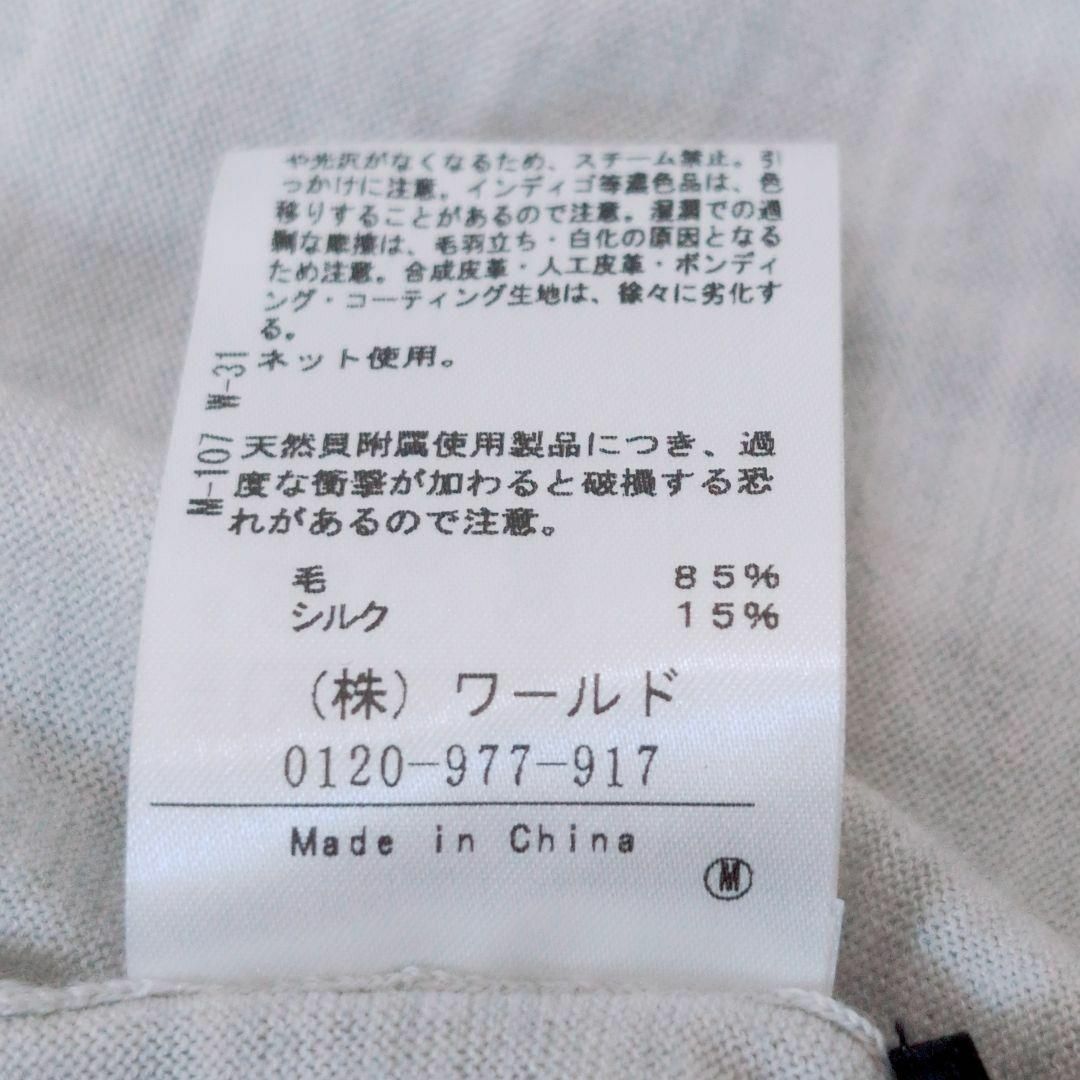 や光沢がなくなるため、スチーム禁止。引
っかけに注意。インディゴ等濃色品は、色
移りすることがあるので注意。湿潤での過
剰な摩擦は、毛羽立ち・白化の原因となる
ため注意。合成皮革・人工皮革・ボンディ
ング・コーティング生地は、徐々に劣化す
る。
ネット使用。
M-107 W-31
天然貝附属使用製品につき、過
度な衝撃が加わると破損する恐
れがあるので注意。
毛 85%
シルク 15%
(株)ワールド
0120-977-917
Made in China
M